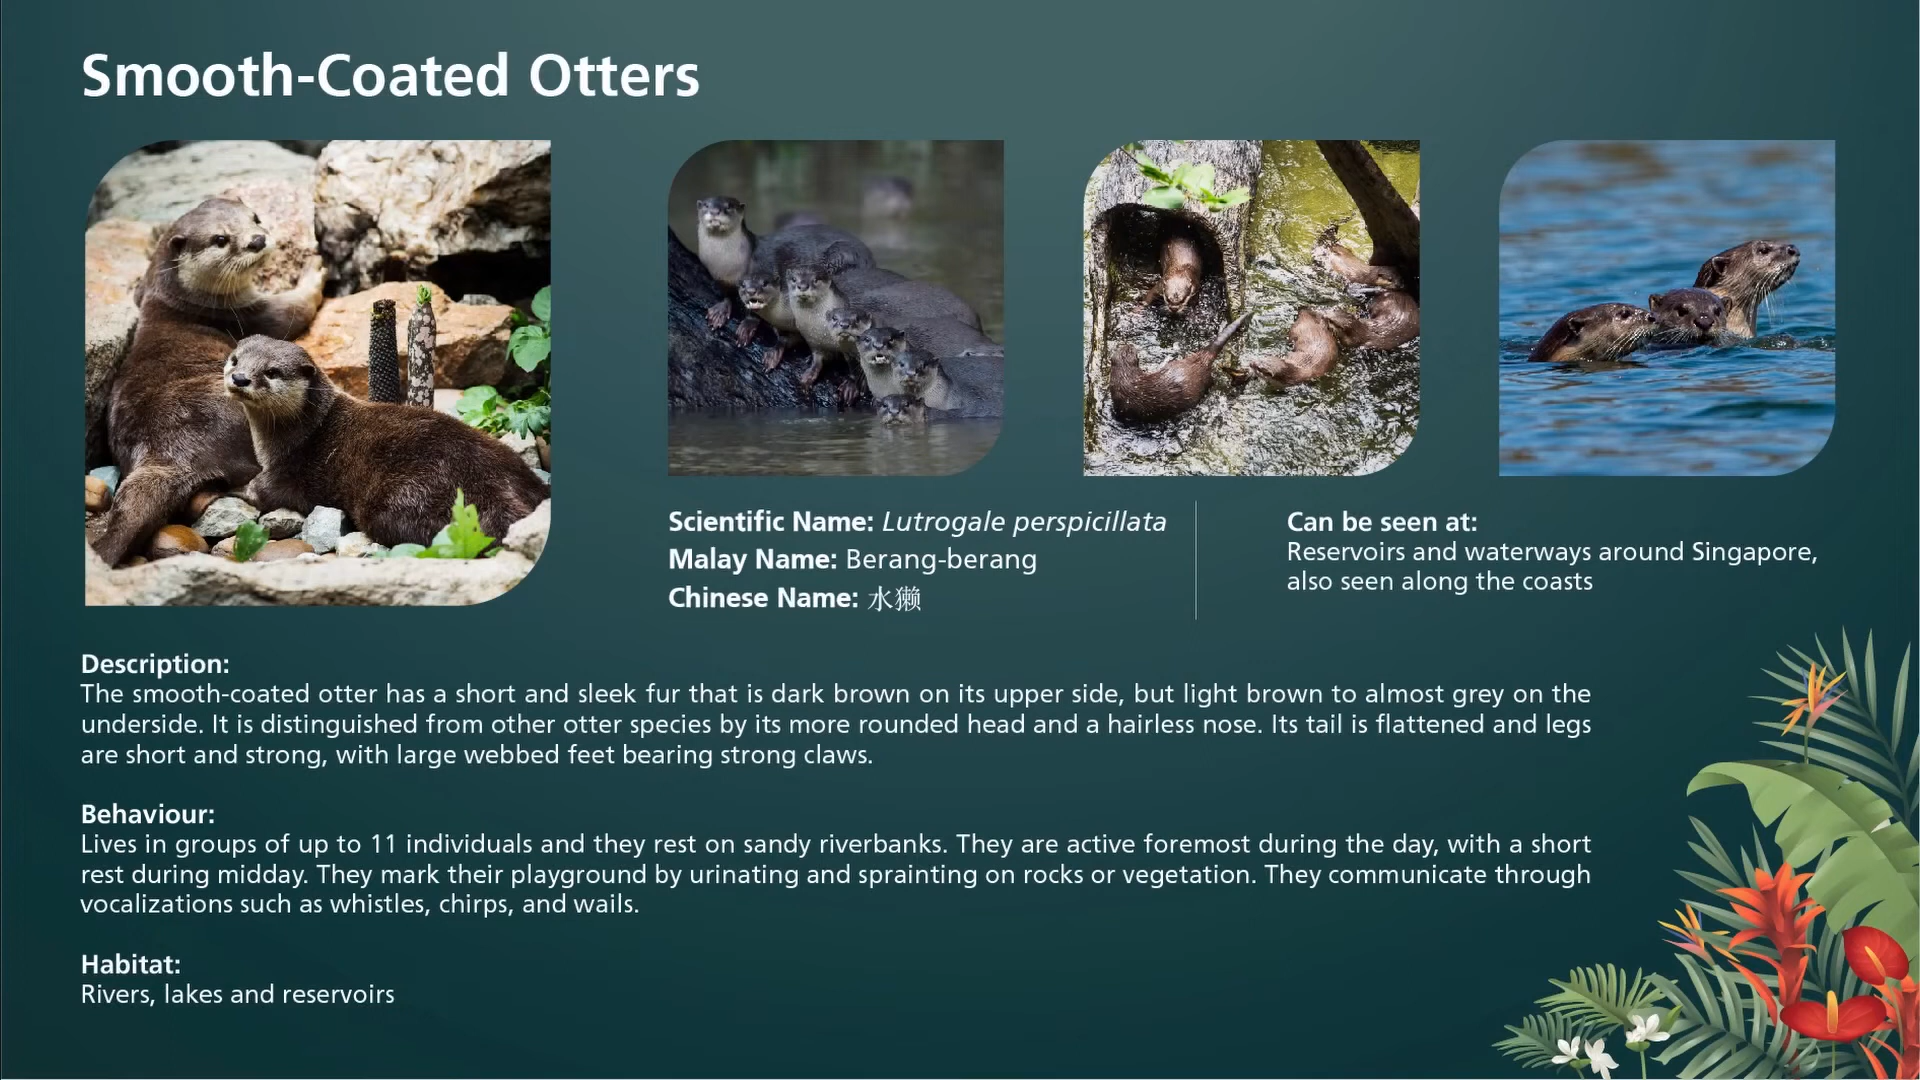 Smooth-Coated Otters
Scientific Name: Lutrogale perspicillata
Malay Name: Berang-berang
Chinese Name: 水獭
Can be seen at:
Reservoirs and waterways around Singapore,
also seen along the coasts
Description:
The smooth-coated otter has a short and sleek fur that is dark brown on its upper side, but light brown to almost grey on the
underside. It is distinguished from other otter species by its more rounded head and a hairless nose. Its tail is flattened and legs
are short and strong, with large webbed feet bearing strong claws.
Behaviour:
Lives in groups of up to 11 individuals and they rest on sandy riverbanks. They are active foremost during the day, with a short
rest during midday. They mark their playground by urinating and sprainting on rocks or vegetation. They communicate through
vocalizations such as whistles, chirps, and wails.
Habitat:
Rivers, lakes and reservoirs